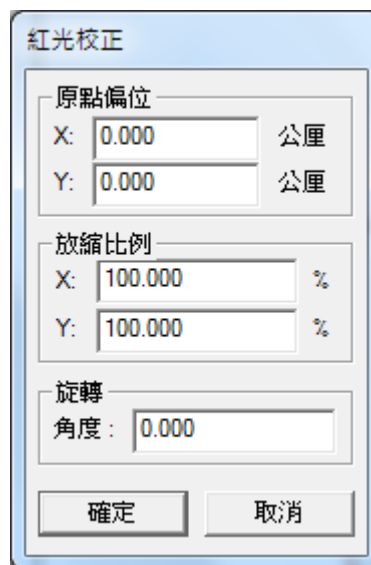 紅光校正
原點偏位
X: 0.000 公厘
Y: 0.000 公厘
放縮比例
X: 100.000 %
Y: 100.000 %
旋轉
角度 : 0.000
確定 取消